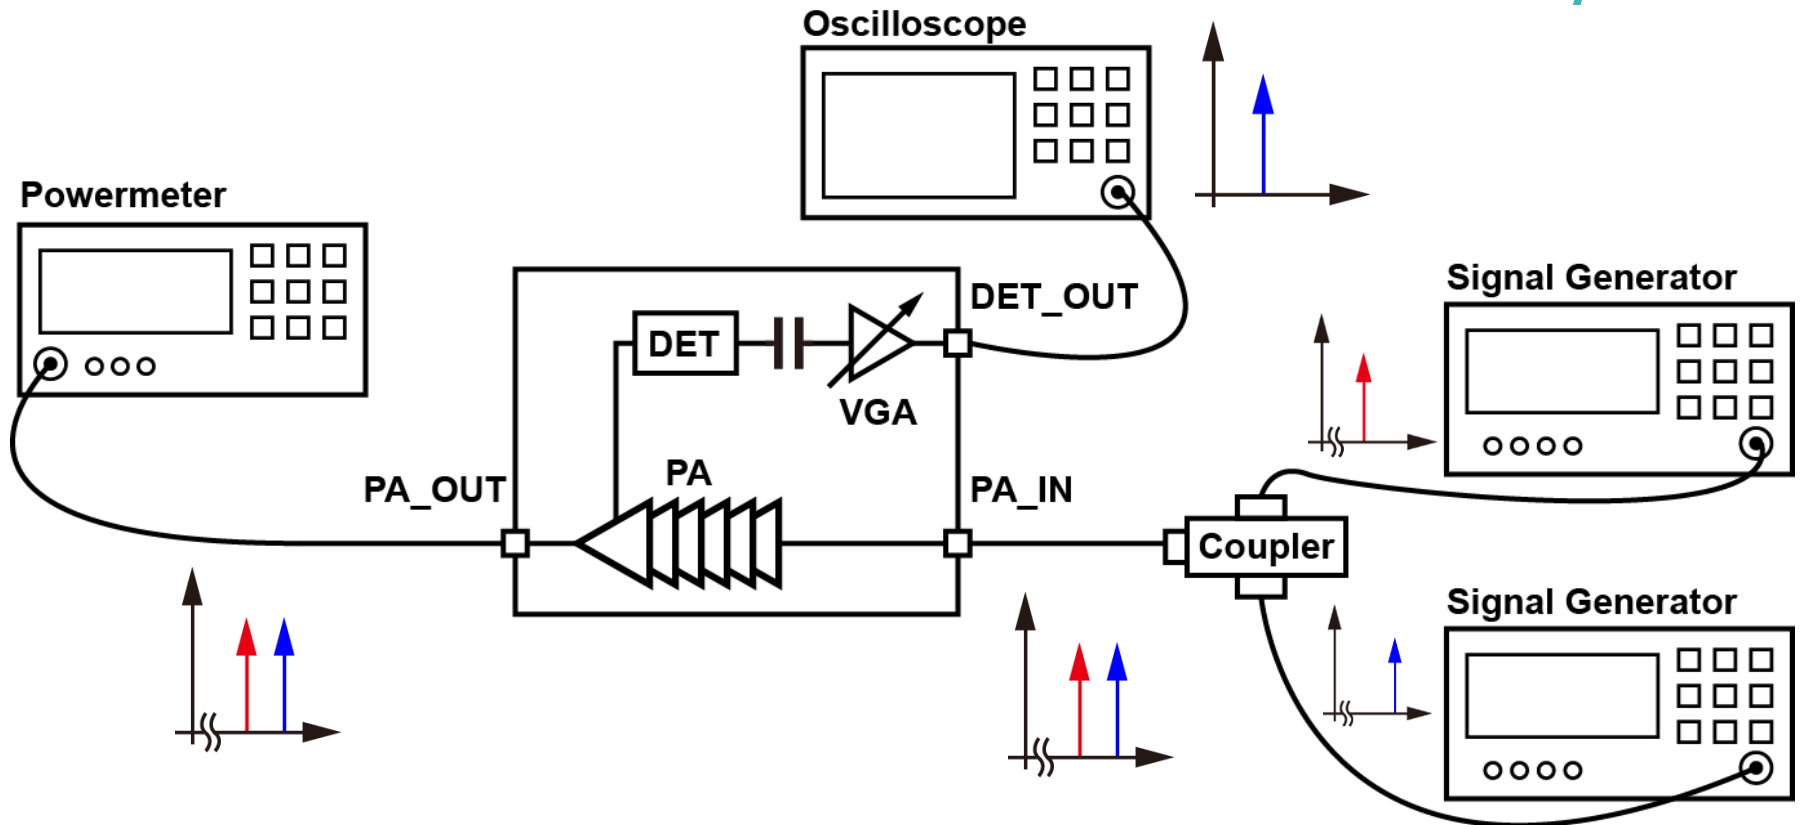 Oscilloscope
Powermeter
Signal Generator
DET_OUT
DET
VGA
PA_OUT
PA
PA_IN
Coupler
Signal Generator